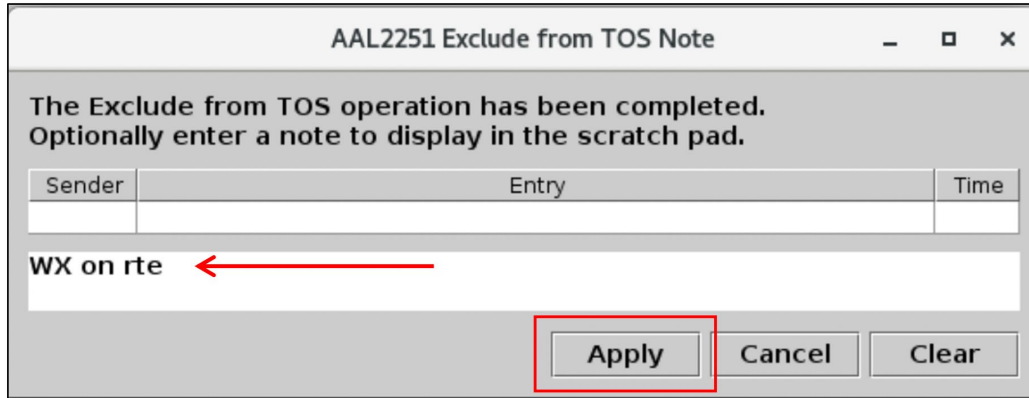 AAL2251 Exclude from TOS Note
The Exclude from TOS operation has been completed.
Optionally enter a note to display in the scratch pad.
Sender Entry Time
WX on rte
Apply Cancel Clear